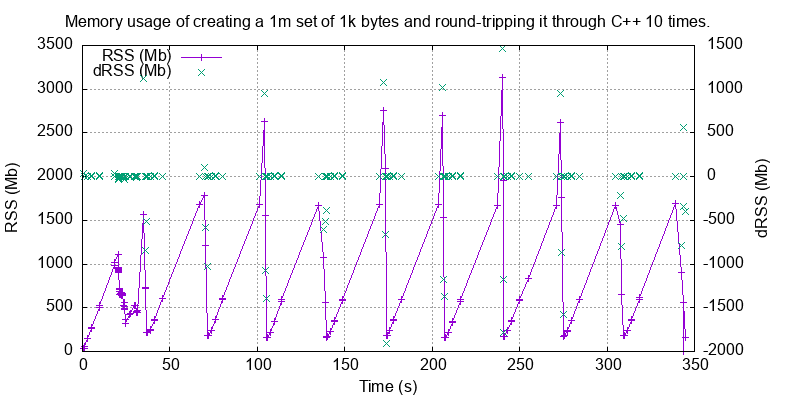 Memory usage of creating a 1m set of 1k bytes and round-tripping it through C++ 10 times.
3500 1500
RSS (Mb)
3000 dRSS (Mb) 1000
2500 500
2000 0
1500 -500
1000 -1000
500 -1500
0 -2000
0 50 100 150 200 250 300 350
Time (s)
RSS (Mb)
dRSS (Mb)